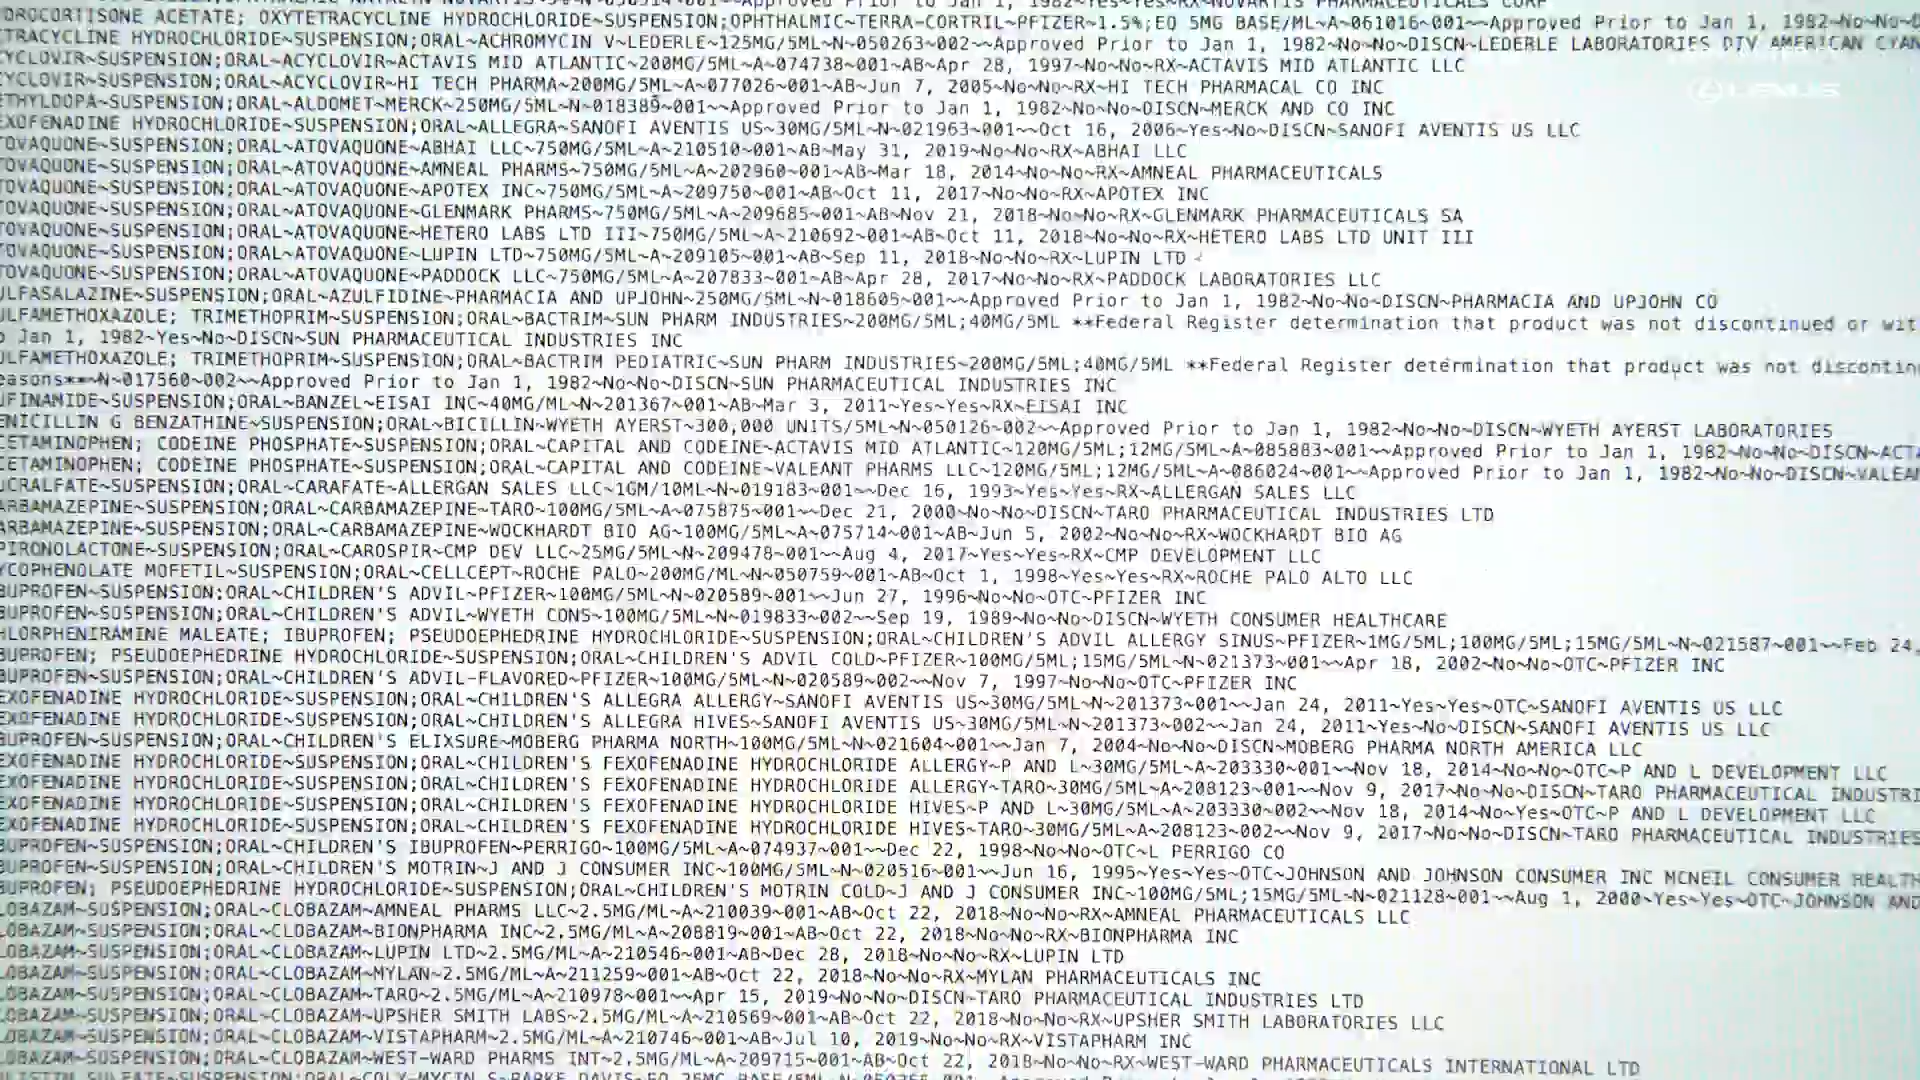 DROCORTISONE ACETATE; OXYTETRACYCLINE HYDROCHLORIDE~SUSPENSION;OPHTHALMIC~TERRA-CORTRIL~PFIZER~1.5%;EQ 5MG BASE/ML~A~061016~001~~Approved Prior to Jan 1, 1982~No~No~
TRACYCLINE HYDROCHLORIDE~SUSPENSION;ORAL~ACHROMYCIN V~LEDERLE~125MG/5ML~N~050263~002~~Approved Prior to Jan 1, 1982~No~No~DISCN~LEDERLE LABORATORIES DIV AMERICAN CYAN
YCLOVIR~SUSPENSION;ORAL~ACYCLOVIR~ACTAVIS MID ATLANTIC~200MG/5ML~A~074738~001~AB~Apr 28, 1997~No~No~RX~ACTAVIS MID ATLANTIC LLC
YCLOVIR~SUSPENSION;ORAL~ACYCLOVIR~HI TECH PHARMA~200MG/5ML~A~077026~001~AB~Jun 7, 2005~No~No~RX~HI TECH PHARMACAL CO INC
LEXUS
ETHYLDOPA~SUSPENSION;ORAL~ALDOMET~MERCK~250MG/5ML~N~018389~001~~Approved Prior to Jan 1, 1982~No~No~DISCN~MERCK AND CO INC
EXOFENADINE HYDROCHLORIDE~SUSPENSION;ORAL~ALLEGRA~SANOFI AVENTIS US~30MG/5ML~N~021963~001~~Oct 16, 2006~Yes~No~DISCN~SANOFI AVENTIS US LLC
TOVAQUONE~SUSPENSION;ORAL~ATOVAQUONE~ABHAI LLC~750MG/5ML~A~210510~001~AB~May 31, 2019~No~No~RX~ABHAI LLC
TOVAQUONE~SUSPENSION;ORAL~ATOVAQUONE~AMNEAL PHARMS~750MG/5ML~A~202960~001~AB~Mar 18, 2014~No~No~RX~AMNEAL PHARMACEUTICALS
TOVAQUONE~SUSPENSION;ORAL~ATOVAQUONE~APOTEX INC~750MG/5ML~A~209750~001~AB~Oct 11, 2017~No~No~RX~APOTEX INC
TOVAQUONE~SUSPENSION;ORAL~ATOVAQUONE~GLENMARK PHARMS~750MG/5ML~A~209685~001~AB~Nov 21, 2018~No~No~RX~GLENMARK PHARMACEUTICALS SA
TOVAQUONE~SUSPENSION;ORAL~ATOVAQUONE~HETERO LABS LTD III~750MG/5ML~A~210692~001~AB~Oct 11, 2018~No~No~RX~HETERO LABS LTD UNIT III
TOVAQUONE~SUSPENSION;ORAL~ATOVAQUONE~LUPIN LTD~750MG/5ML~A~209105~001~AB~Sep 11, 2018~No~No~RX~LUPIN LTD
TOVAQUONE~SUSPENSION;ORAL~ATOVAQUONE~PADDOCK LLC~750MG/5ML~A~207833~001~AB~Apr 28, 2017~No~No~RX~PADDOCK LABORATORIES LLC
ULFASALAZINE~SUSPENSION;ORAL~AZULFIDINE~PHARMACIA AND UPJOHN~250MG/5ML~N~018605~001~~Approved Prior to Jan 1, 1982~No~No~DISCN~PHARMACIA AND UPJOHN CO
ULFAMETHOXAZOLE; TRIMETHOPRIM~SUSPENSION;ORAL~BACTRIM~SUN PHARM INDUSTRIES~200MG/5ML;40MG/5ML **Federal Register determination that product was not discontinued or wit
o Jan 1, 1982~Yes~No~DISCN~SUN PHARMACEUTICAL INDUSTRIES INC
ULFAMETHOXAZOLE; TRIMETHOPRIM~SUSPENSION;ORAL~BACTRIM PEDIATRIC~SUN PHARM INDUSTRIES~200MG/5ML;40MG/5ML **Federal Register determination that product was not discontin
easons**~N~017560~002~~Approved Prior to Jan 1, 1982~No~No~DISCN~SUN PHARMACEUTICAL INDUSTRIES INC
UFINAMIDE~SUSPENSION;ORAL~BANZEL~EISAI INC~40MG/ML~N~201367~001~AB~Mar 3, 2011~Yes~Yes~RX~EISAI INC
ENICILLIN G BENZATHINE~SUSPENSION;ORAL~BICILLIN~WYETH AYERST~300,000 UNITS/5ML~N~050126~002~~Approved Prior to Jan 1, 1982~No~No~DISCN~WYETH AYERST LABORATORIES
CETAMINOPHEN; CODEINE PHOSPHATE~SUSPENSION;ORAL~CAPITAL AND CODEINE~ACTAVIS MID ATLANTIC~120MG/5ML;12MG/5ML~A~085883~001~~Approved Prior to Jan 1, 1982~No~No~DISCN~ACTA
CETAMINOPHEN; CODEINE PHOSPHATE~SUSPENSION;ORAL~CAPITAL AND CODEINE~VALEANT PHARMS LLC~120MG/5ML;12MG/5ML~A~086024~001~~Approved Prior to Jan 1, 1982~No~No~DISCN~VALEAN
UCRALFATE~SUSPENSION;ORAL~CARAFATE~ALLERGAN SALES LLC~1GM/10ML~N~019183~001~~Dec 16, 1993~Yes~Yes~RX~ALLERGAN SALES LLC
ARBAMAZEPINE~SUSPENSION;ORAL~CARBAMAZEPINE~TARO~100MG/5ML~A~075875~001~~Dec 21, 2000~No~No~DISCN~TARO PHARMACEUTICAL INDUSTRIES LTD
ARBAMAZEPINE~SUSPENSION;ORAL~CARBAMAZEPINE~WOCKHARDT BIO AG~100MG/5ML~A~075714~001~AB~Jun 5, 2002~No~No~RX~WOCKHARDT BIO AG
PIRONOLACTONE~SUSPENSION;ORAL~CAROSPIR~CMP DEV LLC~25MG/5ML~N~209478~001~~Aug 4, 2017~Yes~Yes~RX~CMP DEVELOPMENT LLC
YCOPHENOLATE MOFETIL~SUSPENSION;ORAL~CELLCEPT~ROCHE PALO~200MG/ML~N~050759~001~AB~Oct 1, 1998~Yes~Yes~RX~ROCHE PALO ALTO LLC
BUPROFEN~SUSPENSION;ORAL~CHILDREN'S ADVIL~PFIZER~100MG/5ML~N~020589~001~~Jun 27, 1996~No~No~OTC~PFIZER INC
BUPROFEN~SUSPENSION;ORAL~CHILDREN'S ADVIL~WYETH CONS~100MG/5ML~N~019833~002~~Sep 19, 1989~No~No~DISCN~WYETH CONSUMER HEALTHCARE
HLORPHENIRAMINE MALEATE; IBUPROFEN; PSEUDOEPHEDRINE HYDROCHLORIDE~SUSPENSION;ORAL~CHILDREN'S ADVIL ALLERGY SINUS~PFIZER~1MG/5ML;100MG/5ML;15MG/5ML~N~021587~001~~Feb 24,
BUPROFEN; PSEUDOEPHEDRINE HYDROCHLORIDE~SUSPENSION;ORAL~CHILDREN'S ADVIL COLD~PFIZER~100MG/5ML;15MG/5ML~N~021373~001~~Apr 18, 2002~No~No~OTC~PFIZER INC
BUPROFEN~SUSPENSION;ORAL~CHILDREN'S ADVIL-FLAVORED~PFIZER~100MG/5ML~N~020589~002~~Nov 7, 1997~No~No~OTC~PFIZER INC
EXOFENADINE HYDROCHLORIDE~SUSPENSION;ORAL~CHILDREN'S ALLEGRA ALLERGY~SANOFI AVENTIS US~30MG/5ML~N~201373~001~~Jan 24, 2011~Yes~Yes~OTC~SANOFI AVENTIS US LLC
EXOFENADINE HYDROCHLORIDE~SUSPENSION;ORAL~CHILDREN'S ALLEGRA HIVES~SANOFI AVENTIS US~30MG/5ML~N~201373~002~~Jan 24, 2011~Yes~No~DISCN~SANOFI AVENTIS US LLC
BUPROFEN~SUSPENSION;ORAL~CHILDREN'S ELIXSURE~MOBERG PHARMA NORTH~100MG/5ML~N~021604~001~~Jan 7, 2004~No~No~DISCN~MOBERG PHARMA NORTH AMERICA LLC
EXOFENADINE HYDROCHLORIDE~SUSPENSION;ORAL~CHILDREN'S FEXOFENADINE HYDROCHLORIDE ALLERGY~P AND L~30MG/5ML~A~203330~001~~Nov 18, 2014~No~No~OTC~P AND L DEVELOPMENT LLC
EXOFENADINE HYDROCHLORIDE~SUSPENSION;ORAL~CHILDREN'S FEXOFENADINE HYDROCHLORIDE ALLERGY~TARO~30MG/5ML~A~208123~001~~Nov 9, 2017~No~No~DISCN~TARO PHARMACEUTICAL INDUSTRI
EXOFENADINE HYDROCHLORIDE~SUSPENSION;ORAL~CHILDREN'S FEXOFENADINE HYDROCHLORIDE HIVES~P AND L~30MG/5ML~A~203330~002~~Nov 18, 2014~No~Yes~OTC~P AND L DEVELOPMENT LLC
EXOFENADINE HYDROCHLORIDE~SUSPENSION;ORAL~CHILDREN'S FEXOFENADINE HYDROCHLORIDE HIVES~TARO~30MG/5ML~A~208123~002~~Nov 9, 2017~No~No~DISCN~TARO PHARMACEUTICAL INDUSTRIES
BUPROFEN~SUSPENSION;ORAL~CHILDREN'S IBUPROFEN~PERRIGO~100MG/5ML~A~074937~001~~Dec 22, 1998~No~No~OTC~L PERRIGO CO
BUPROFEN~SUSPENSION;ORAL~CHILDREN'S MOTRIN~J AND J CONSUMER INC~100MG/5ML~N~020516~001~~Jun 16, 1995~Yes~Yes~OTC~JOHNSON AND JOHNSON CONSUMER INC MCNEIL CONSUMER HEALTH
BUPROFEN; PSEUDOEPHEDRINE HYDROCHLORIDE~SUSPENSION;ORAL~CHILDREN'S MOTRIN COLD~J AND J CONSUMER INC~100MG/5ML;15MG/5ML~N~021128~001~~Aug 1, 2000~Yes~Yes~OTC~JOHNSON AND
LOBAZAM~SUSPENSION;ORAL~CLOBAZAM~AMNEAL PHARMS LLC~2.5MG/ML~A~210039~001~AB~Oct 22, 2018~No~No~RX~AMNEAL PHARMACEUTICALS LLC
LOBAZAM~SUSPENSION;ORAL~CLOBAZAM~BIONPHARMA INC~2.5MG/ML~A~208819~001~AB~Oct 22, 2018~No~No~RX~BIONPHARMA INC
LOBAZAM~SUSPENSION;ORAL~CLOBAZAM~LUPIN LTD~2.5MG/ML~A~210546~001~AB~Dec 28, 2018~No~No~RX~LUPIN LTD
LOBAZAM~SUSPENSION;ORAL~CLOBAZAM~MYLAN~2.5MG/ML~A~211259~001~AB~Oct 22, 2018~No~No~RX~MYLAN PHARMACEUTICALS INC
LOBAZAM~SUSPENSION;ORAL~CLOBAZAM~TARO~2.5MG/ML~A~210978~001~~Apr 15, 2019~No~No~DISCN~TARO PHARMACEUTICAL INDUSTRIES LTD
LOBAZAM~SUSPENSION;ORAL~CLOBAZAM~UPSHER SMITH LABS~2.5MG/ML~A~210569~001~AB~Oct 22, 2018~No~No~RX~UPSHER SMITH LABORATORIES LLC
LOBAZAM~SUSPENSION;ORAL~CLOBAZAM~VISTAPHARM~2.5MG/ML~A~210746~001~AB~Jul 10, 2019~No~No~RX~VISTAPHARM INC
LOBAZAM~SUSPENSION;ORAL~CLOBAZAM~WEST-WARD PHARMS INT~2.5MG/ML~A~209715~001~AB~Oct 22, 2018~No~No~RX~WEST-WARD PHARMACEUTICALS INTERNATIONAL LTD